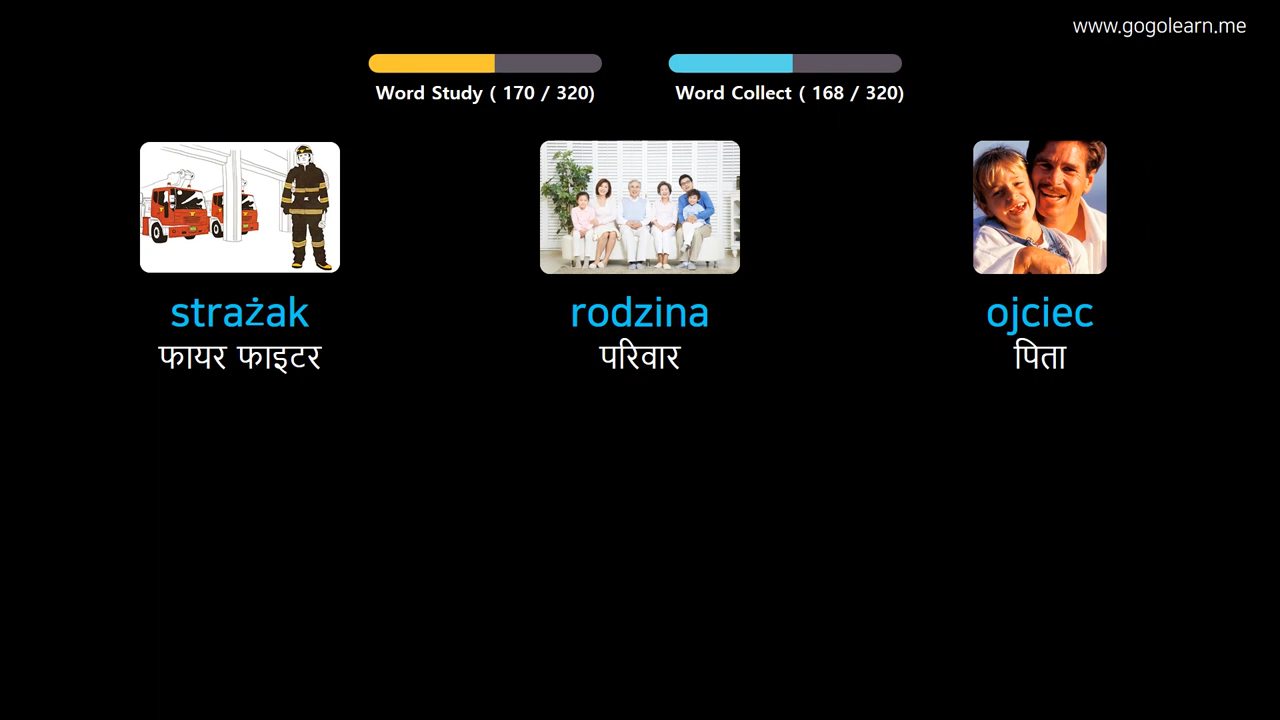 www.gogolearn.me
Word Study ( 170 / 320)
Word Collect ( 168 / 320)
strażak
rodzina
ojciec
फायर फाइटर
परिवार
पिता